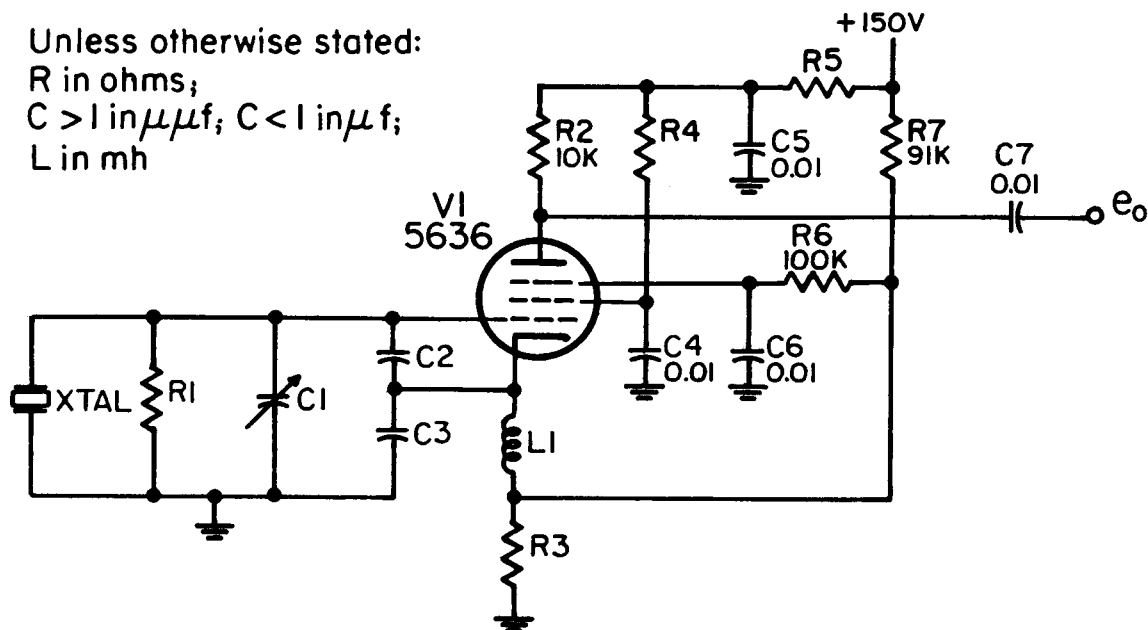 Unless otherwise stated:
R in ohms;
C > 1 in μμf; C < 1 in μf;
L in mh
+150V
R5
R2
10K
R4
C5
0.01
R7
91K
C7
0.01
eo
V1
5636
R6
100K
C2
C4
0.01
C6
0.01
XTAL
R1
C1
C3
L1
R3